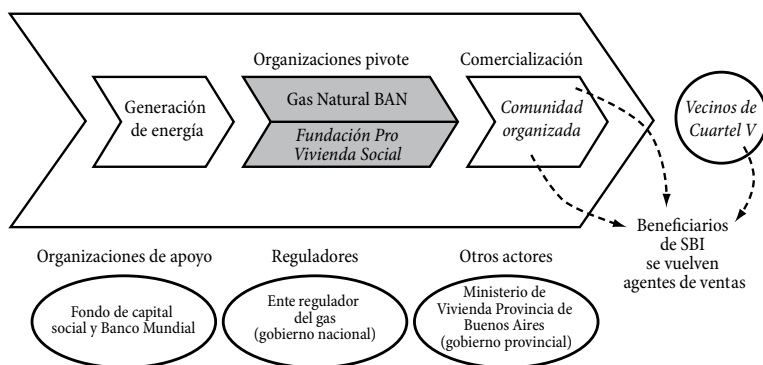 Organizaciones pivote
Comercialización
Generación
de energía
Gas Natural BAN
Fundación Pro
Vivienda Social
Comunidad
organizada
Vecinos de
Cuartel V
Beneficiarios
de SBI
se vuelven
agentes de ventas
Organizaciones de apoyo
Reguladores
Otros actores
Fondo de capital
social y Banco Mundial
Ente regulador
del gas
(gobierno nacional)
Ministerio de
Vivienda Provincia de
Buenos Aires
(gobierno provincial)